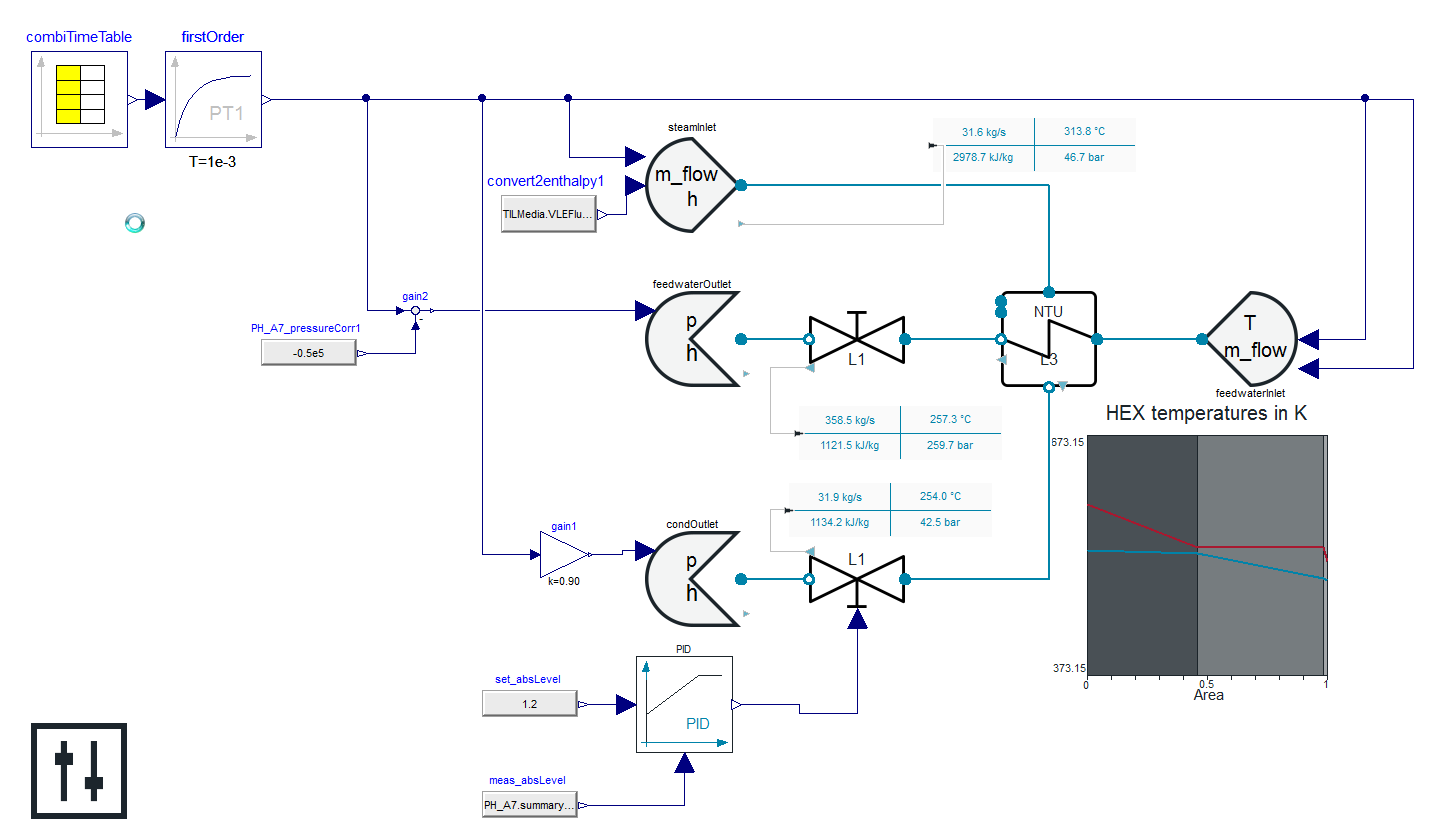 combiTimeTable
firstOrder
PT1
T=1e-3
steamInlet
m_flow
h
convert2enthalpy1
TILMedia.VLEFlu...
31.6 kg/s
313.8 °C
2978.7 kJ/kg
46.7 bar
feedwaterOutlet
p
h
gain2
-
PH_A7_pressureCorr1
-0.5e5
L1
NTU
L3
T
m_flow
feedwaterInlet
358.5 kg/s
257.3 °C
1121.5 kJ/kg
259.7 bar
HEX temperatures in K
673.15
373.15
0
0.5
1
Area
31.9 kg/s
254.0 °C
1134.2 kJ/kg
42.5 bar
gain1
k=0.90
condOutlet
p
h
L1
PID
PID
set_absLevel
1.2
meas_absLevel
PH_A7.summary...